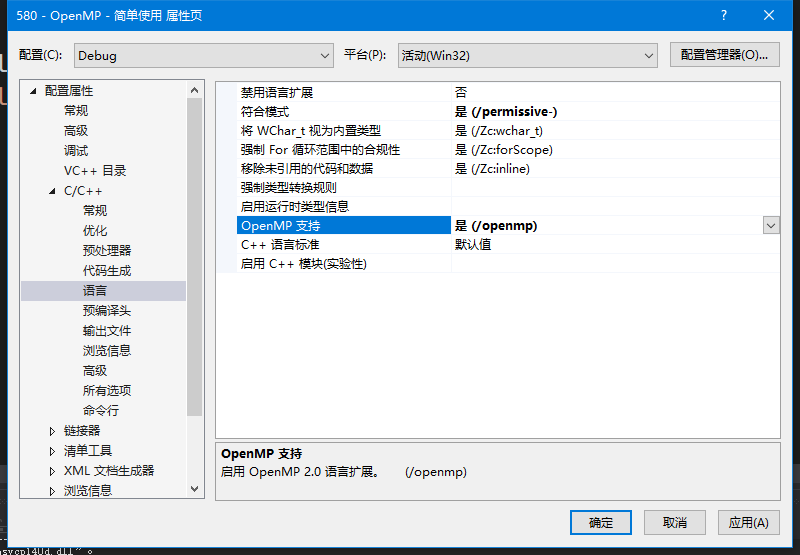 580 - OpenMP - 简单使用 属性页
配置(C):
Debug
平台(P):
活动(Win32)
配置管理器(O)...
配置属性
常规
高级
调试
VC++ 目录
C/C++
常规
优化
预处理器
代码生成
语言
预编译头
输出文件
浏览信息
高级
所有选项
命令行
链接器
清单工具
XML 文档生成器
浏览信息
禁用语言扩展 否
符合模式 是 (/permissive-)
将 WChar_t 视为内置类型 是 (/Zc:wchar_t)
强制 For 循环范围中的合规性 是 (/Zc:forScope)
移除未引用的代码和数据 是 (/Zc:inline)
强制类型转换规则
启用运行时类型信息
OpenMP 支持 是 (/openmp)
C++ 语言标准 默认值
启用 C++ 模块(实验性)
OpenMP 支持
启用 OpenMP 2.0 语言扩展。 (/openmp)
确定
取消
应用(A)